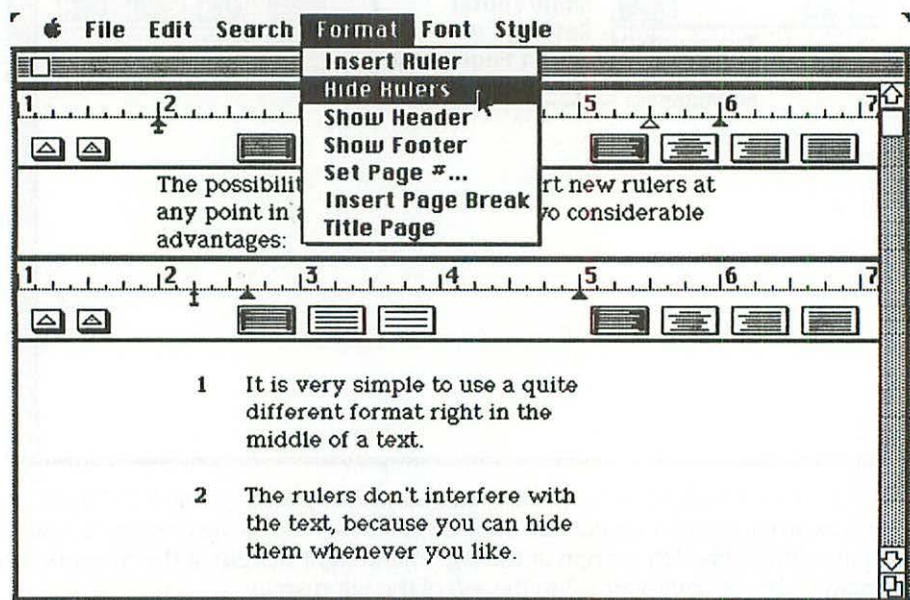 File Edit Search Format Font Style
Insert Ruler
Hide Rulers
Show Header
Show Footer
Set Page #...
Insert Page Break
Title Page
1 2 5 6 7
The possibilit rt new rulers at
any point in a vo considerable
advantages:
1 2 3 4 5 6 7
1 It is very simple to use a quite
different format right in the
middle of a text.
2 The rulers don't interfere with
the text, because you can hide
them whenever you like.